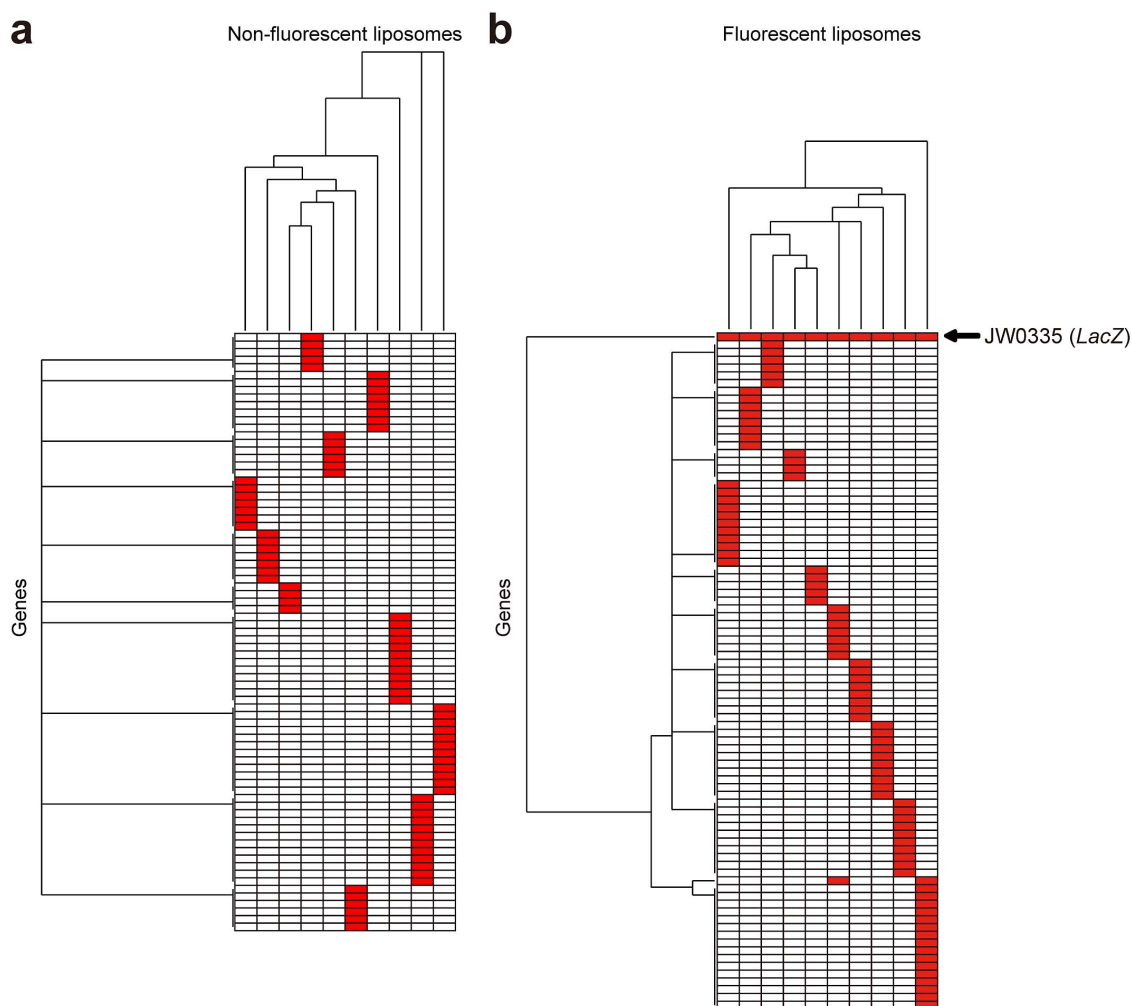 a
Non-fluorescent liposomes
b
Fluorescent liposomes
JW0335 (LacZ)
Genes
Genes